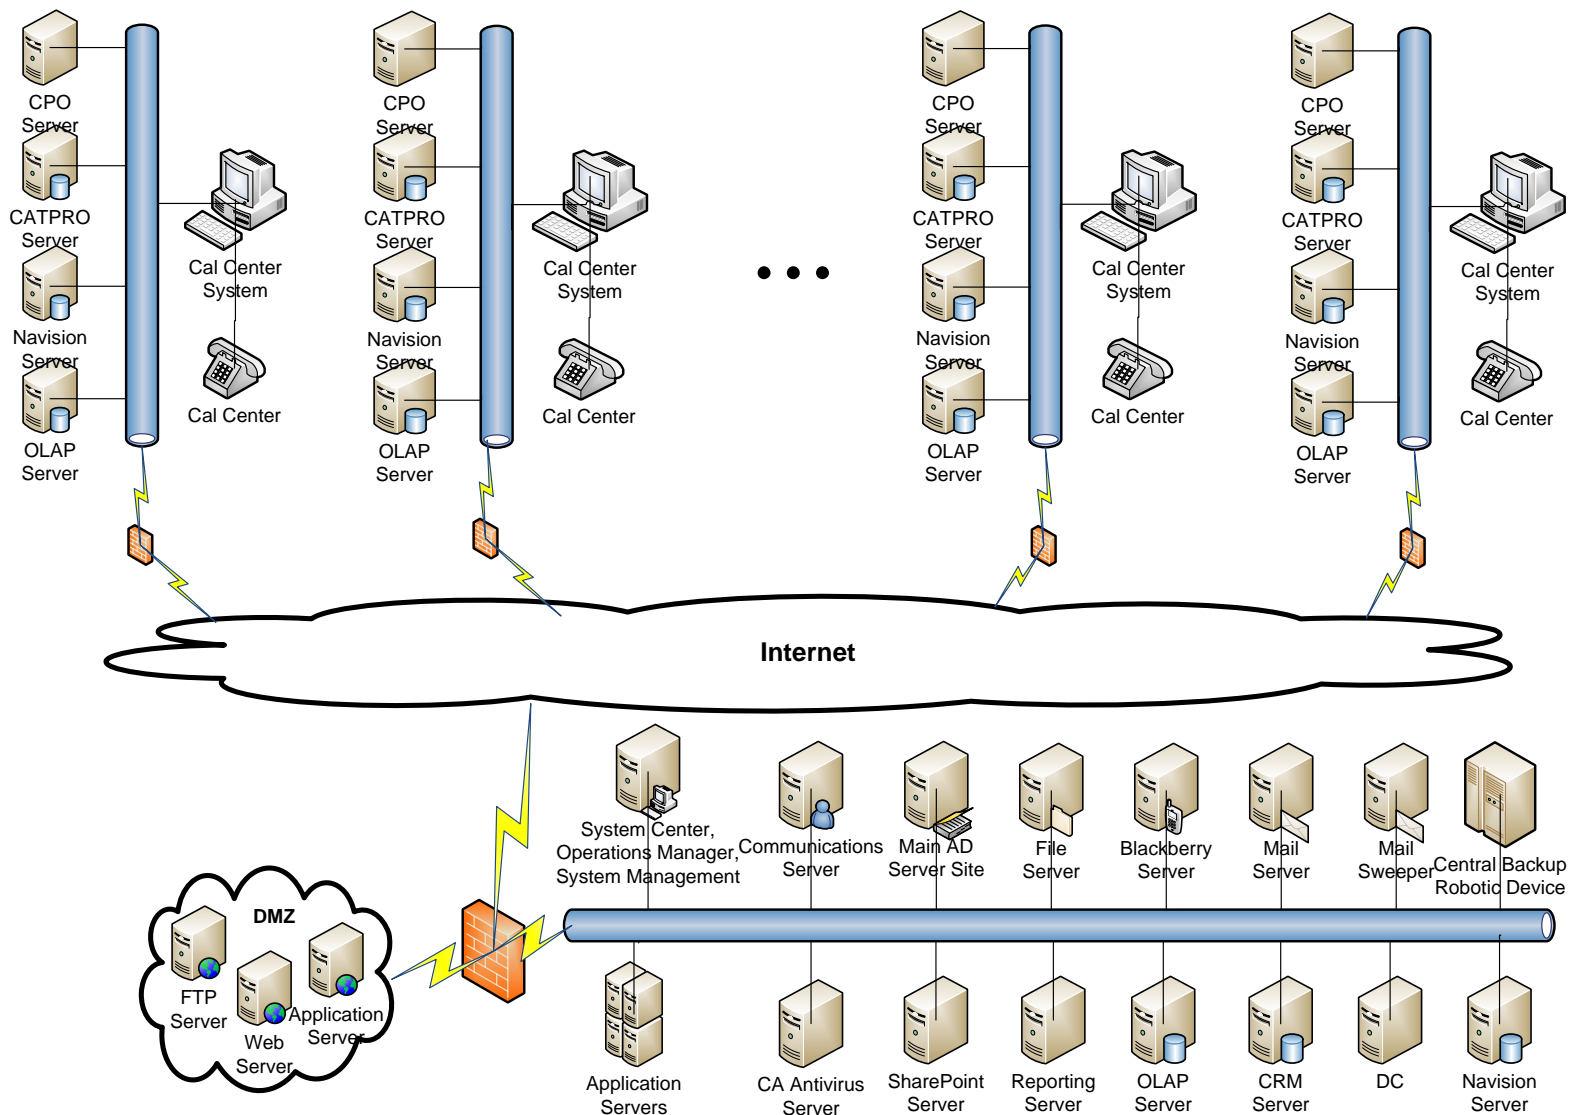 CPO
Server
CATPRO
Server
Navision
Server
OLAP
Server
Cal Center
System
Cal Center
CPO
Server
CATPRO
Server
Navision
Server
OLAP
Server
Cal Center
System
Cal Center
CPO
Server
CATPRO
Server
Navision
Server
OLAP
Server
Cal Center
System
Cal Center
CPO
Server
CATPRO
Server
Navision
Server
OLAP
Server
Cal Center
System
Cal Center
Internet
System Center,
Operations Manager,
System Management
Communications
Server
Main AD
Server Site
File
Server
Blackberry
Server
Mail
Server
Mail
Sweeper
Central Backup
Robotic Device
DMZ
FTP
Server
Web
Server
Application
Server
Application
Servers
CA Antivirus
Server
SharePoint
Server
Reporting
Server
OLAP
Server
CRM
Server
DC
Navision
Server